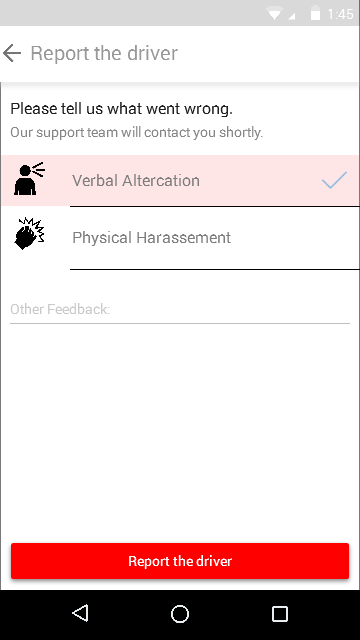 1:45
Report the driver
Please tell us what went wrong.
Our support team will contact you shortly.
Verbal Altercation
Physical Harassement
Other Feedback:
Report the driver